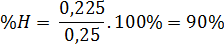 %H = 0,225/0,25 . 100% = 90%